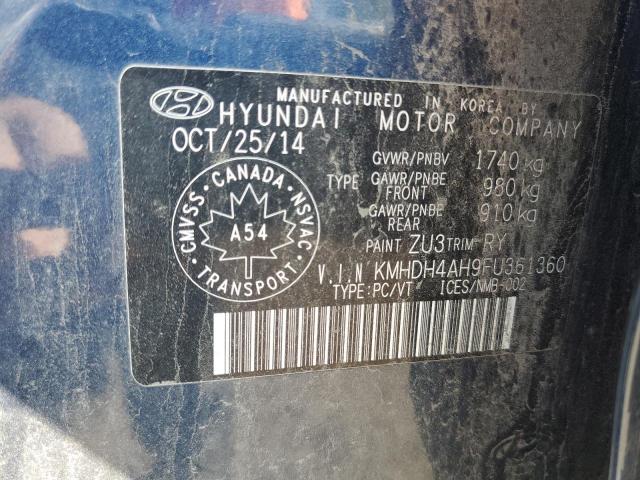 MANUFACTURED IN KOREA BY
HYUNDAI MOTOR COMPANY
OCT/25/14
GVWR/PNBV 1740 kg
TYPE GAWR/PNBE FRONT 980 kg
GAWR/PNBE REAR 910 kg
PAINT ZU3 TRIM RY
V.I.N KMHDH4AH9FU361360
TYPE:PC/VT ICES/NMB-002
CMVSS • CANADA • NSVAC
A54
TRANSPORT